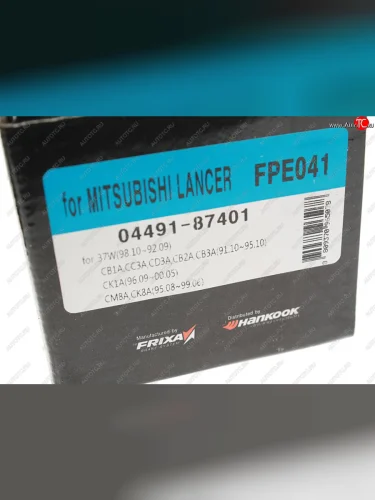 for MITSUBISHI LANCER FPE041
04491-87401
for 37W(98.10~92.09)
CB1A,CC3A,CD3A,CB2A,CB3A(91.10~95.10)
CK1A(96.09~00.05)
CM8A,CK8A(95.08~99.06)
Manufactured by
FRIXA
Distributed by
HANKOOK